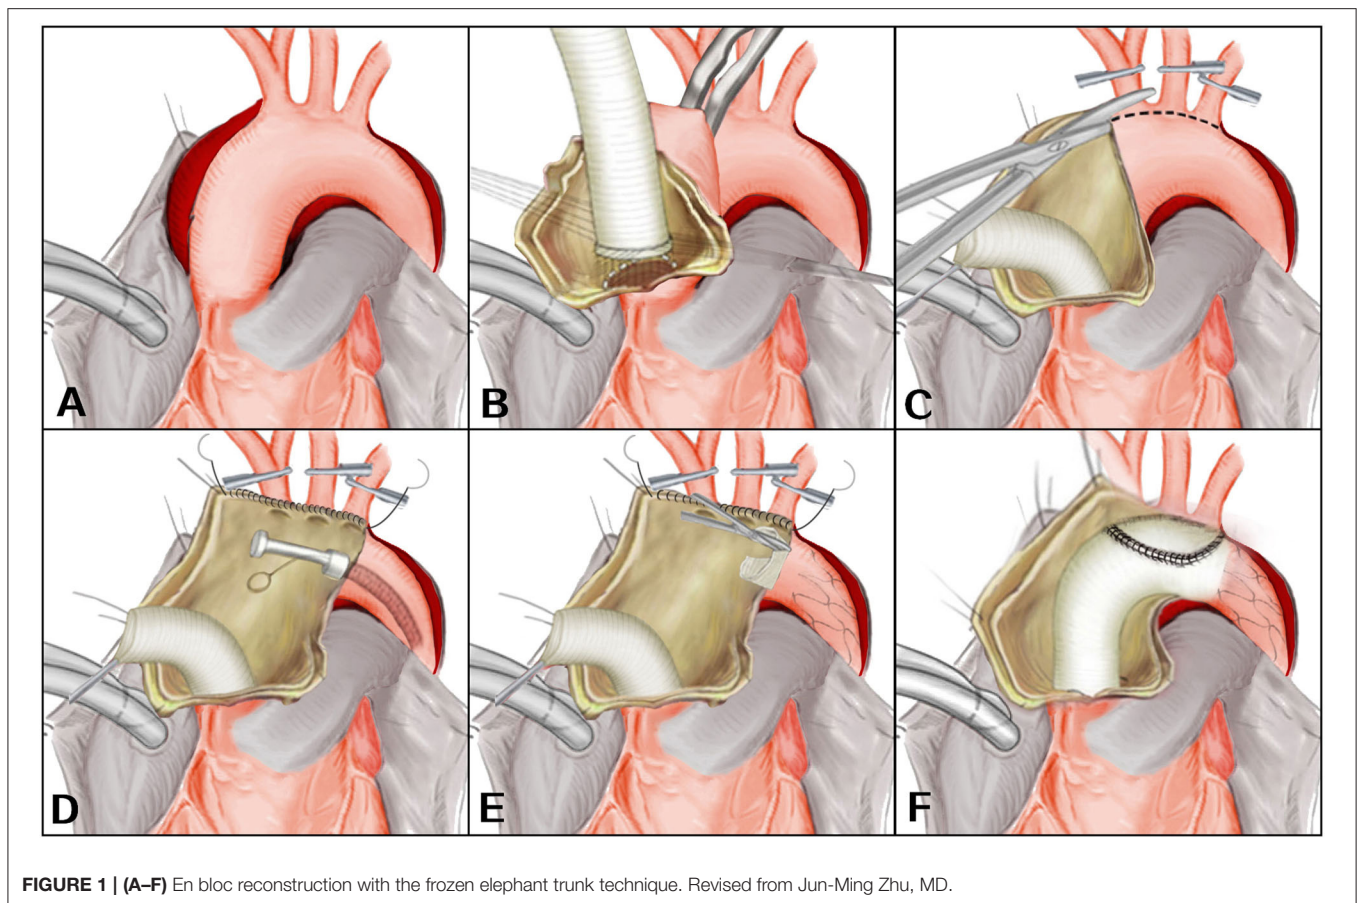 A
B
C
D
E
F
FIGURE 1 | (A–F) En bloc reconstruction with the frozen elephant trunk technique. Revised from Jun-Ming Zhu, MD.